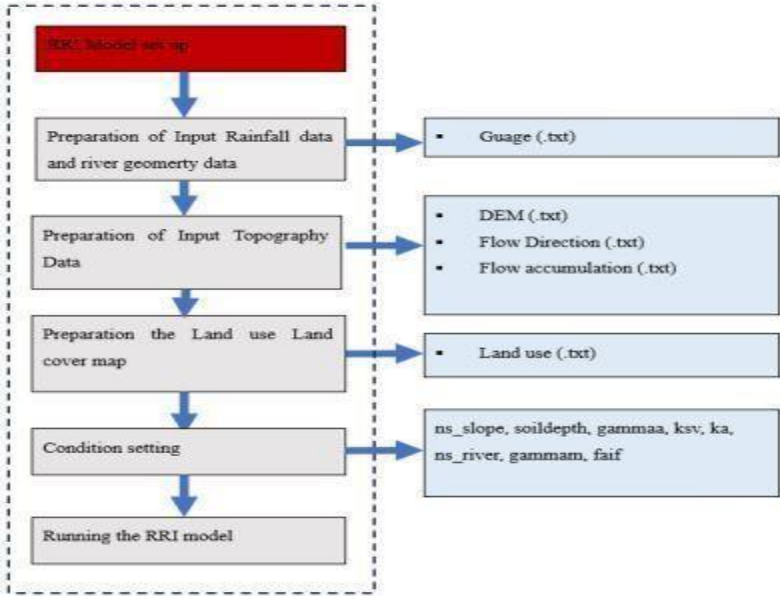 RRI Model set up
Preparation of Input Rainfall data
and river geomerty data
▪ Guage (.txt)
Preparation of Input Topography
Data
▪ DEM (.txt)
▪ Flow Direction (.txt)
▪ Flow accumulation (.txt)
Preparation the Land use Land
cover map
▪ Land use (.txt)
Condition setting
ns_slope, soildepth, gammaa, ksv, ka,
ns_river, gammam, faif
Running the RRI model